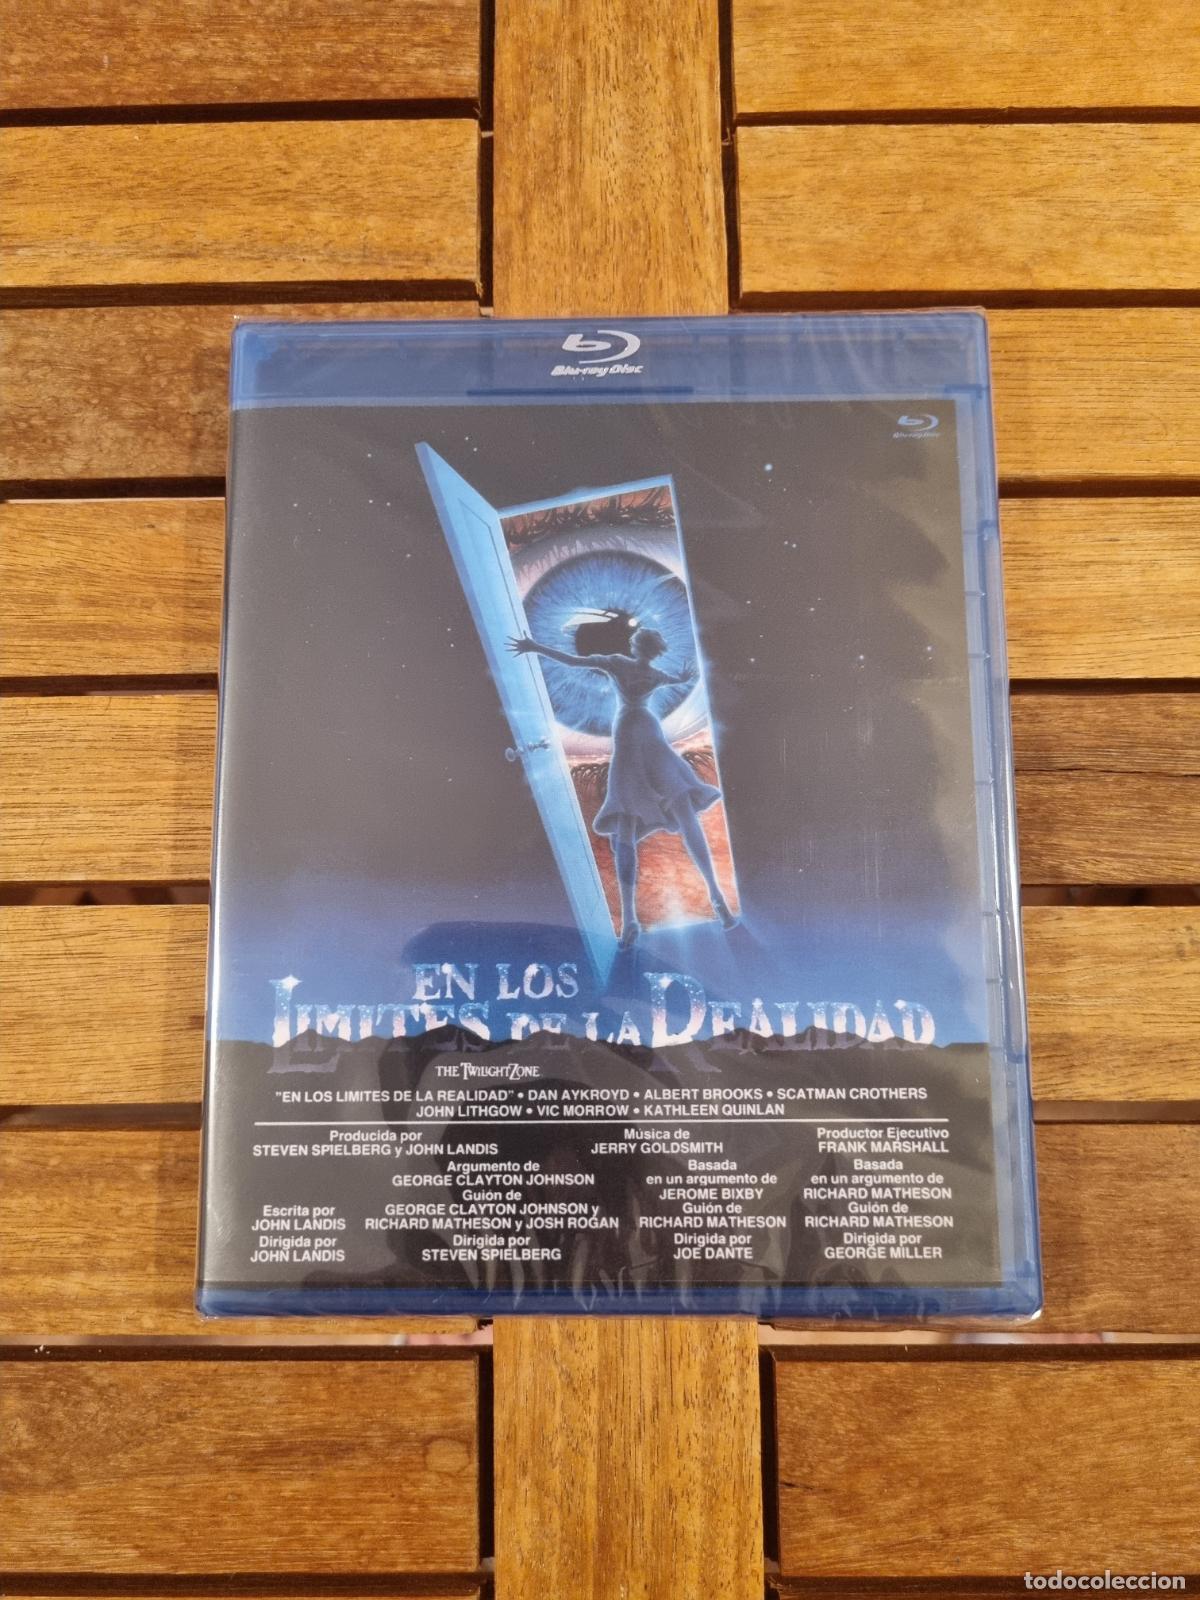 Blu-ray Disc
Blu-ray Disc
EN LOS
LIMITES DE LA REALIDAD
THE TWILIGHT ZONE
"EN LOS LIMITES DE LA REALIDAD" • DAN AYKROYD • ALBERT BROOKS • SCATMAN CROTHERS
JOHN LITHGOW • VIC MORROW • KATHLEEN QUINLAN
Producida por
STEVEN SPIELBERG y JOHN LANDIS
Música de
JERRY GOLDSMITH
Productor Ejecutivo
FRANK MARSHALL
Escrita por
JOHN LANDIS
Dirigida por
JOHN LANDIS
Argumento de
GEORGE CLAYTON JOHNSON
Guión de
GEORGE CLAYTON JOHNSON y
RICHARD MATHESON y JOSH ROGAN
Dirigida por
STEVEN SPIELBERG
Basada
en un argumento de
JEROME BIXBY
Guión de
RICHARD MATHESON
Dirigida por
JOE DANTE
Basada
en un argumento de
RICHARD MATHESON
Guión de
RICHARD MATHESON
Dirigida por
GEORGE MILLER
todocoleccion